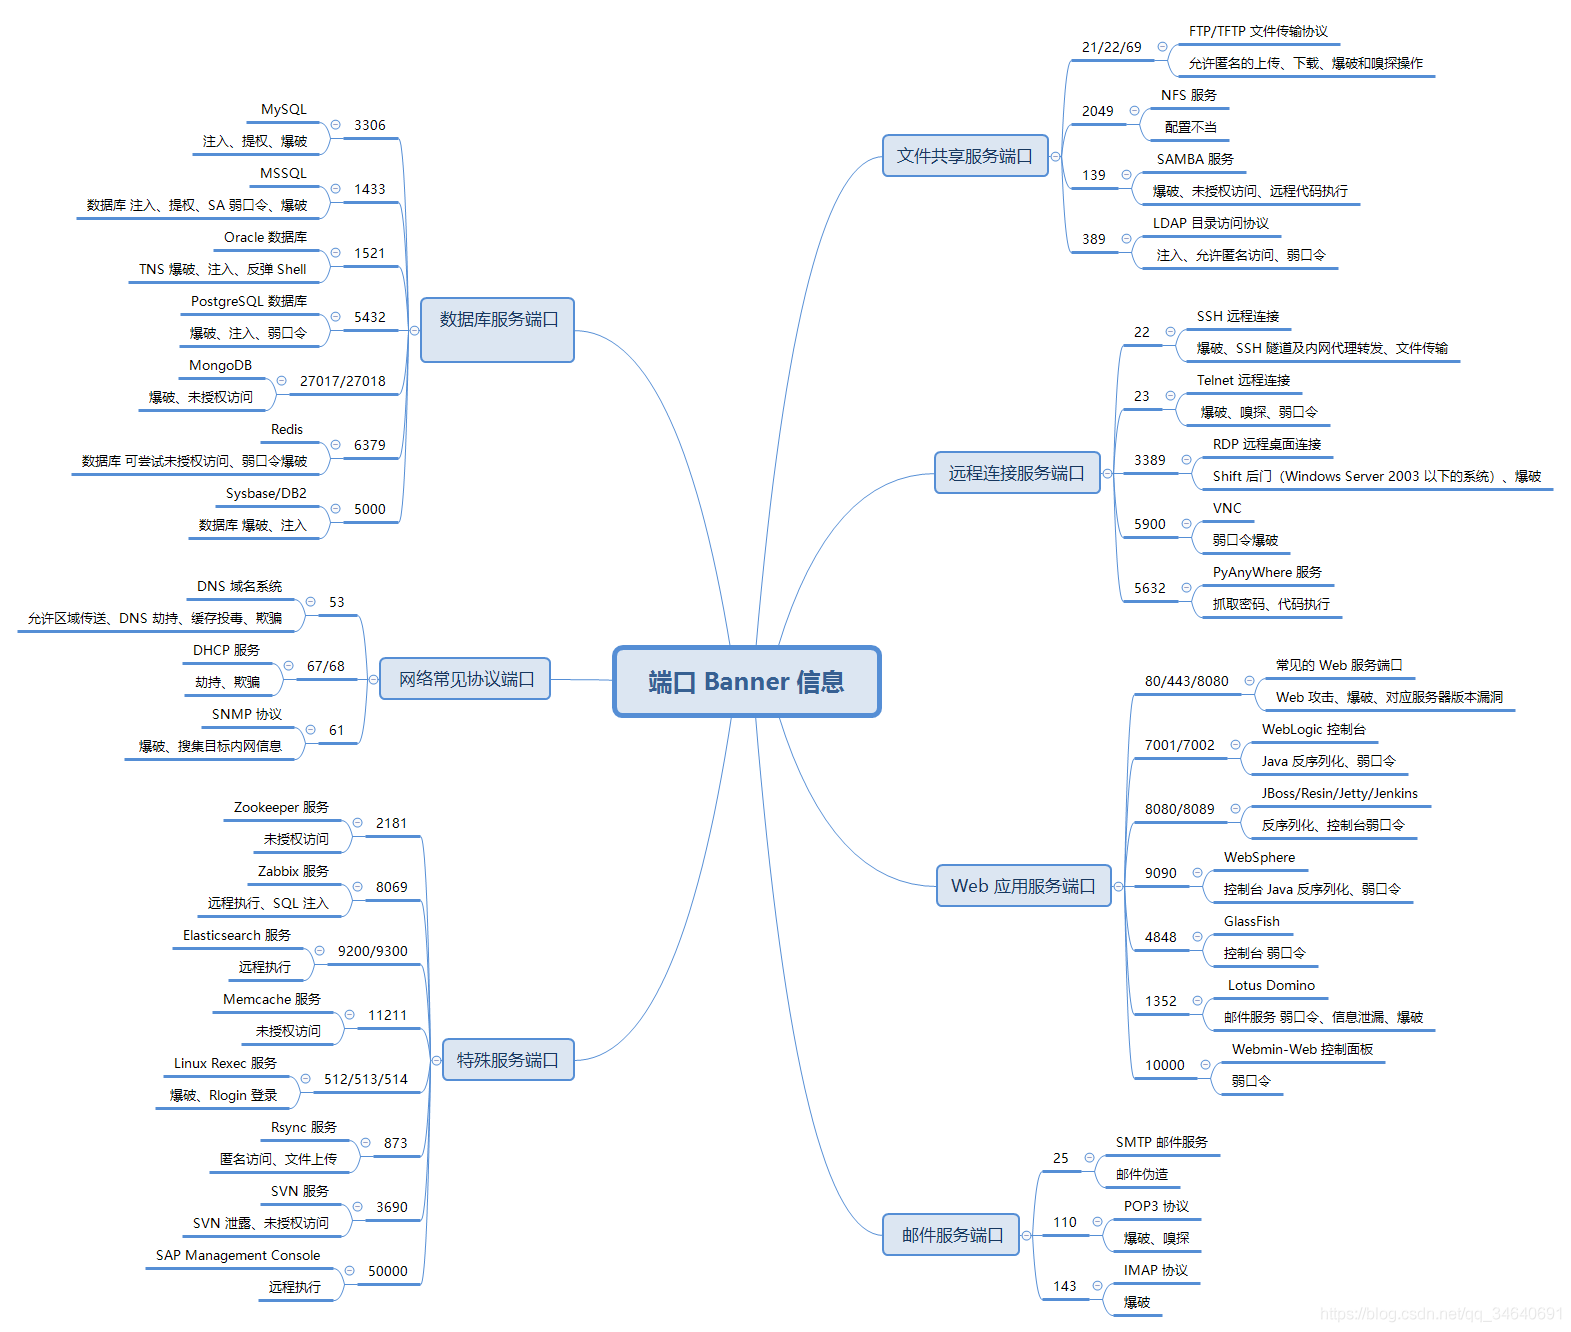 端口 Banner 信息
文件共享服务端口
21/22/69
FTP/TFTP 文件传输协议
允许匿名的上传、下载、爆破和嗅探操作
2049
NFS 服务
配置不当
139
SAMBA 服务
爆破、未授权访问、远程代码执行
389
LDAP 目录访问协议
注入、允许匿名访问、弱口令
远程连接服务端口
22
SSH 远程连接
爆破、SSH 隧道及内网代理转发、文件传输
23
Telnet 远程连接
爆破、嗅探、弱口令
3389
RDP 远程桌面连接
Shift 后门（Windows Server 2003 以下的系统）、爆破
5900
VNC
弱口令爆破
5632
PyAnyWhere 服务
抓取密码、代码执行
Web 应用服务端口
80/443/8080
常见的 Web 服务端口
Web 攻击、爆破、对应服务器版本漏洞
7001/7002
WebLogic 控制台
Java 反序列化、弱口令
8080/8089
JBoss/Resin/Jetty/Jenkins
反序列化、控制台弱口令
9090
WebSphere
控制台 Java 反序列化、弱口令
4848
GlassFish
控制台 弱口令
1352
Lotus Domino
邮件服务 弱口令、信息泄漏、爆破
10000
Webmin-Web 控制面板
弱口令
邮件服务端口
25
SMTP 邮件服务
邮件伪造
110
POP3 协议
爆破、嗅探
143
IMAP 协议
爆破
数据库服务端口
3306
MySQL
注入、提权、爆破
1433
MSSQL
数据库 注入、提权、SA 弱口令、爆破
1521
Oracle 数据库
TNS 爆破、注入、反弹 Shell
5432
PostgreSQL 数据库
爆破、注入、弱口令
27017/27018
MongoDB
爆破、未授权访问
6379
Redis
数据库 可尝试未授权访问、弱口令爆破
5000
Sysbase/DB2
数据库 爆破、注入
网络常见协议端口
53
DNS 域名系统
允许区域传送、DNS 劫持、缓存投毒、欺骗
67/68
DHCP 服务
劫持、欺骗
61
SNMP 协议
爆破、搜集目标内网信息
特殊服务端口
2181
Zookeeper 服务
未授权访问
8069
Zabbix 服务
远程执行、SQL 注入
9200/9300
Elasticsearch 服务
远程执行
11211
Memcache 服务
未授权访问
512/513/514
Linux Rexec 服务
爆破、Rlogin 登录
873
Rsync 服务
匿名访问、文件上传
3690
SVN 服务
SVN 泄露、未授权访问
50000
SAP Management Console
远程执行
https://blog.csdn.net/qq_34640691